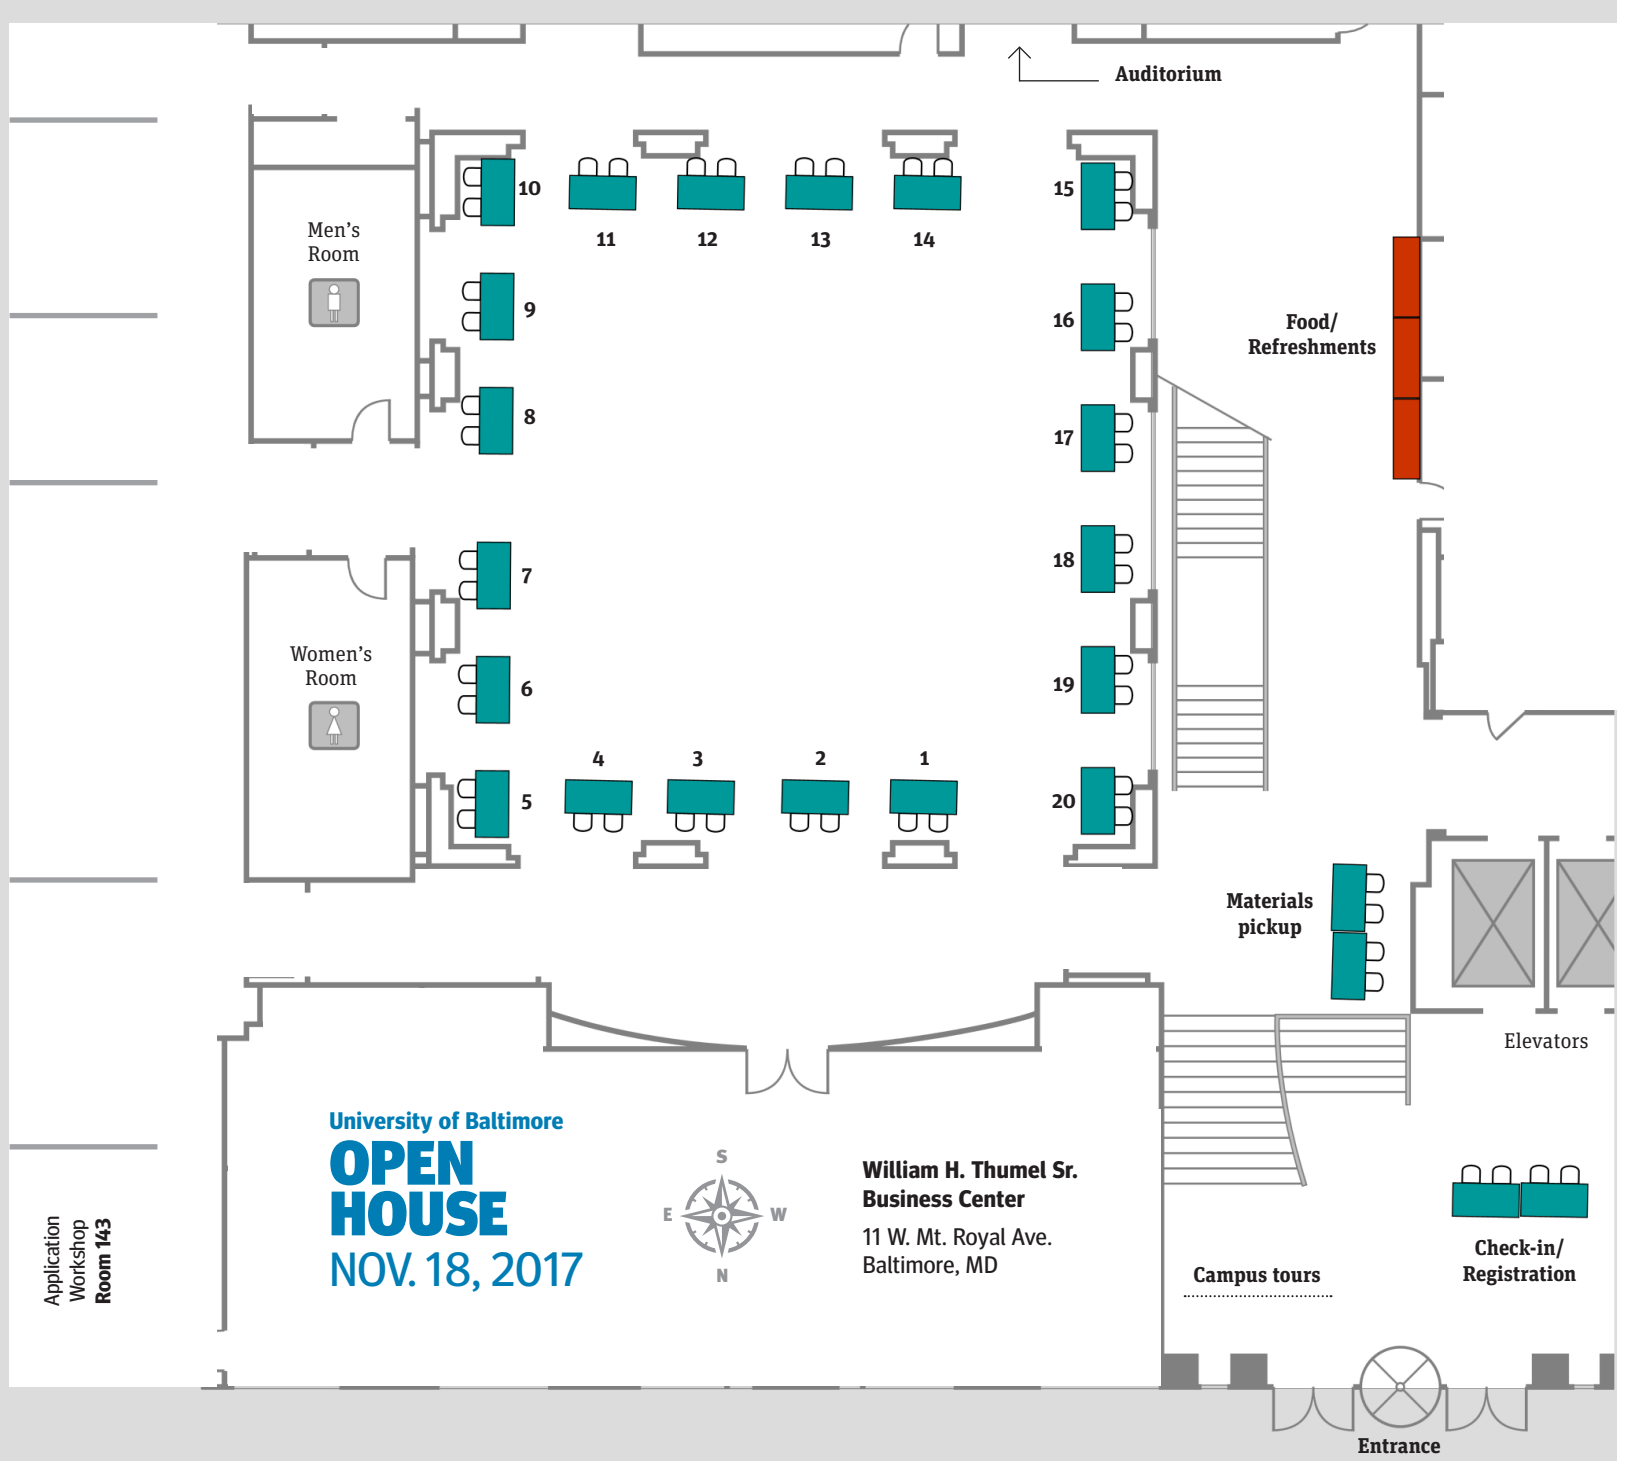 Auditorium
10
11
12
13
14
15
Men's
Room
9
16
Food/
Refreshments
8
17
7
18
Women's
Room
6
19
4
3
2
1
5
20
Materials
pickup
Elevators
University of Baltimore
OPEN
HOUSE
NOV. 18, 2017
S
E
W
N
William H. Thumel Sr.
Business Center
11 W. Mt. Royal Ave.
Baltimore, MD
Application
Workshop
Room 143
Campus tours
Check-in/
Registration
Entrance